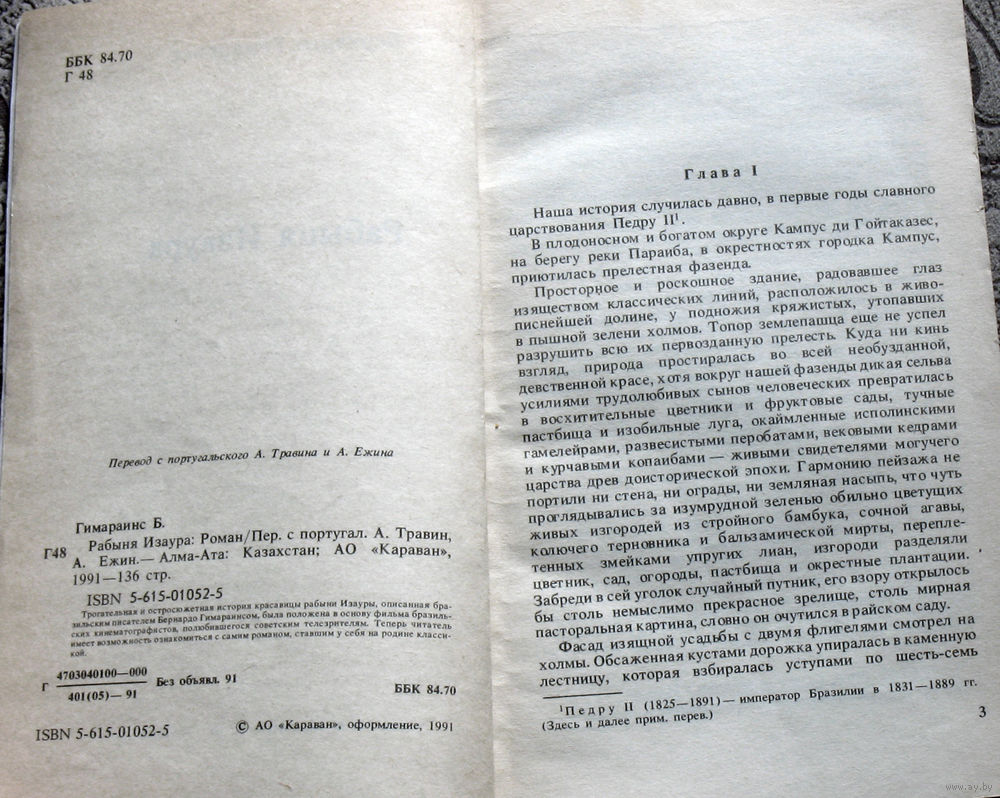 ББК 84.70
Г 48
Перевод с португальского А. Травина и А. Ежина
Гимараинс Б.
Г48 Рабыня Изаура: Роман/Пер. с португал. А. Травин,
А. Ежин.— Алма-Ата: Казахстан; АО «Караван»,
1991—136 стр.
ISBN 5-615-01052-5
Трогательная и остросюжетная история красавицы рабыни Изауры, описанная бра-
зильским писателем Бернардо Гимараинсом, была положена в основу фильма бразиль-
ских кинематографистов, полюбившегося советским телезрителям. Теперь читатель
имеет возможность ознакомиться с самим романом, ставшим у себя на родине класси-
кой.
Г 4703040100—000
401(05)—91
Без объявл. 91
ББК 84.70
ISBN 5-615-01052-5
© АО «Караван», оформление, 1991
Глава I
Наша история случилась давно, в первые годы славного
царствования Педру II¹.
В плодоносном и богатом округе Кампус ди Гойтаказес,
на берегу реки Параиба, в окрестностях городка Кампус,
приютилась прелестная фазенда.
Просторное и роскошное здание, радовавшее глаз
изяществом классических линий, расположилось в живо-
писнейшей долине, у подножия кряжистых, утопавших
в пышной зелени холмов. Топор землепашца еще не успел
разрушить всю их первозданную прелесть. Куда ни кинь
взгляд, природа простиралась во всей необузданной,
девственной красе, хотя вокруг нашей фазенды дикая сельва
усилиями трудолюбивых сынов человеческих превратилась
в восхитительные цветники и фруктовые сады, тучные
пастбища и изобильные луга, окаймленные исполинскими
гамелейрами, развесистыми перобатами, вековыми кедрами
и курчавыми копаибами — живыми свидетелями могучего
царства древ доисторической эпохи. Гармонию пейзажа не
портили ни стена, ни ограды, ни земляная насыпь, что чуть
проглядывались за изумрудной зеленью обильно цветущих
живых изгородей из стройного бамбука, сочной агавы,
колючего терновника и бальзамической мирты, перепле-
тенных змейками упругих лиан, изгороди разделяли
цветник, сад, огороды, пастбища и окрестные плантации.
Забреди в сей уголок случайный путник, его взору открылось
бы столь немыслимо прекрасное зрелище, столь мирная
пасторальная картина, словно он очутился в райском саду.
Фасад изящной усадьбы с двумя флигелями смотрел на
холмы. Обсаженная кустами дорожка упиралась в каменную
лестницу, которая взбиралась уступами по шесть-семь
¹Педру II (1825—1891) — император Бразилии в 1831—1889 гг.
(Здесь и далее прим. перев.)
3
www.ay.by